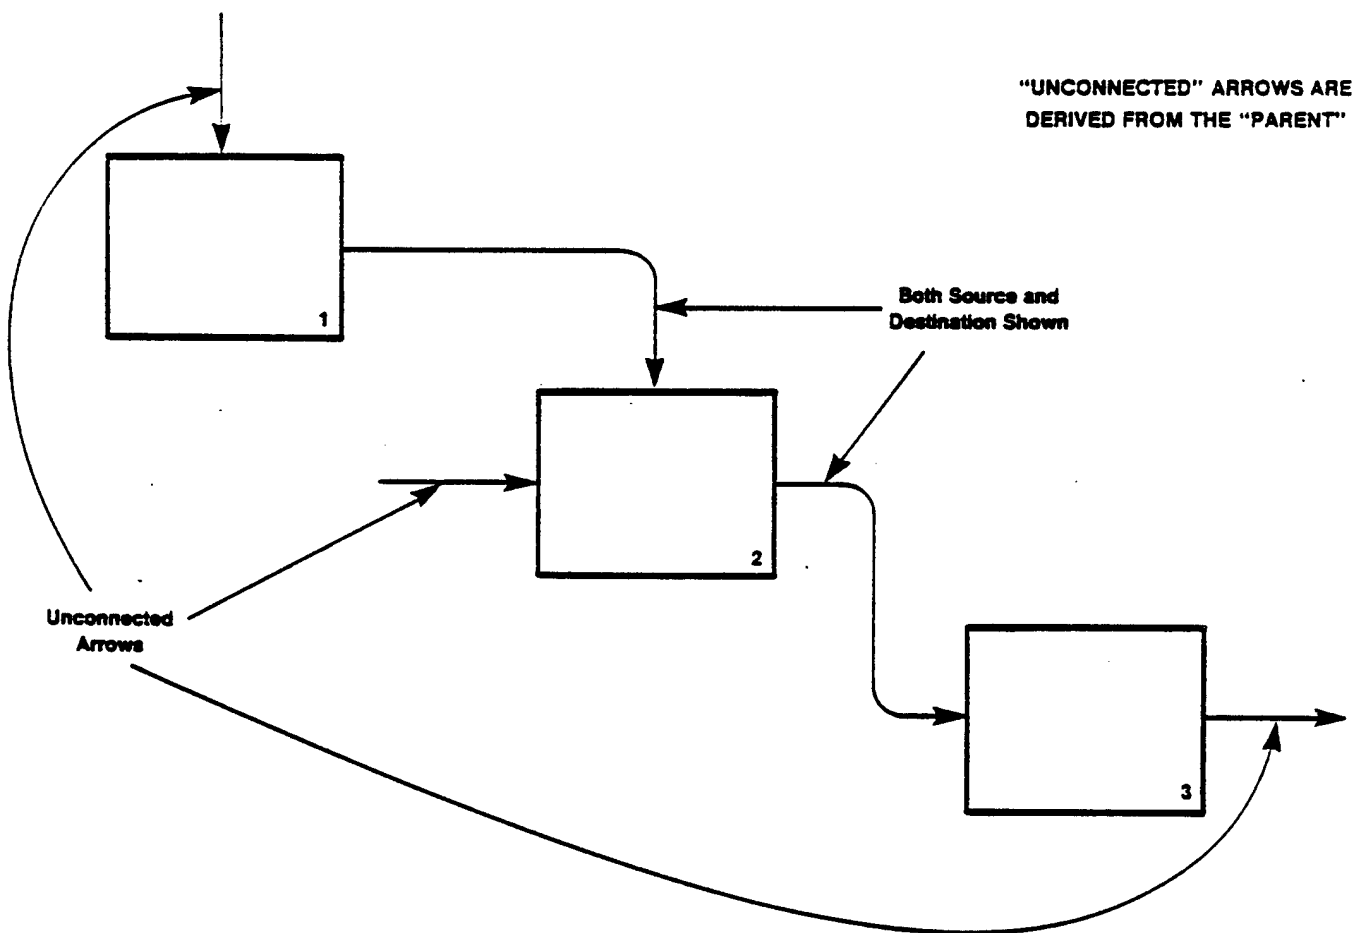 "UNCONNECTED" ARROWS ARE
DERIVED FROM THE "PARENT"
1
Both Source and
Destination Shown
2
Unconnected
Arrows
3